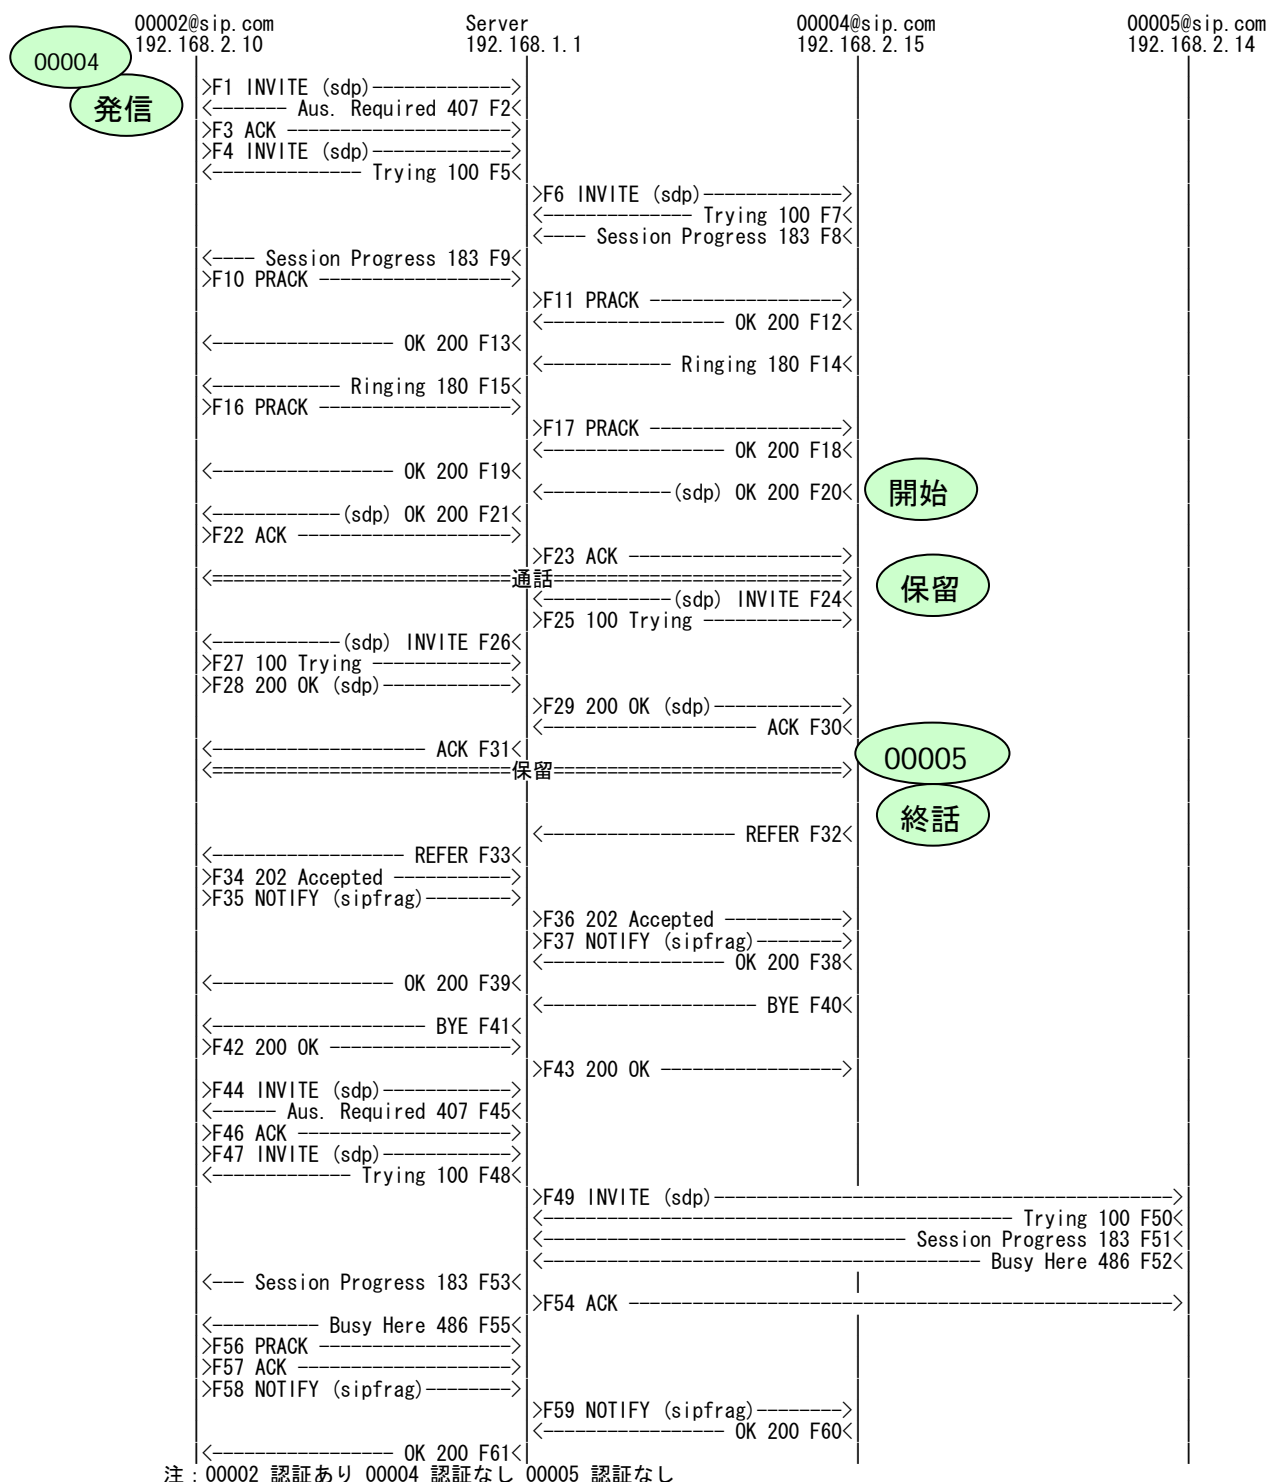 00002@sip.com Server 00004@sip.com 00005@sip.com
192.168.2.10 192.168.1.1 192.168.2.15 192.168.2.14
00004
発信
>F1 INVITE (sdp)------------->
<------- Aus. Required 407 F2<
>F3 ACK --------------------->
>F4 INVITE (sdp)------------->
<-------------- Trying 100 F5<
>F6 INVITE (sdp)------------->
<-------------- Trying 100 F7<
<---- Session Progress 183 F8<
<---- Session Progress 183 F9<
>F10 PRACK ------------------>
>F11 PRACK ------------------>
<----------------- OK 200 F12<
<----------------- OK 200 F13<
<------------ Ringing 180 F14<
<------------ Ringing 180 F15<
>F16 PRACK ------------------>
>F17 PRACK ------------------>
<----------------- OK 200 F18<
<----------------- OK 200 F19<
<------------(sdp) OK 200 F20<
開始
<------------(sdp) OK 200 F21<
>F22 ACK -------------------->
>F23 ACK -------------------->
<============================通話===========================>
保留
<------------(sdp) INVITE F24<
>F25 100 Trying ------------->
<------------(sdp) INVITE F26<
>F27 100 Trying ------------->
>F28 200 OK (sdp)------------>
>F29 200 OK (sdp)------------>
<-------------------- ACK F30<
<-------------------- ACK F31<
00005
<============================保留===========================>
終話
<------------------ REFER F32<
<------------------ REFER F33<
>F34 202 Accepted ----------->
>F35 NOTIFY (sipfrag)-------->
>F36 202 Accepted ----------->
>F37 NOTIFY (sipfrag)-------->
<----------------- OK 200 F38<
<----------------- OK 200 F39<
<-------------------- BYE F40<
<-------------------- BYE F41<
>F42 200 OK ----------------->
>F43 200 OK ----------------->
>F44 INVITE (sdp)------------>
<------ Aus. Required 407 F45<
>F46 ACK -------------------->
>F47 INVITE (sdp)------------>
<------------- Trying 100 F48<
>F49 INVITE (sdp)------------------------------------------->
<-------------------------------------------- Trying 100 F50<
<---------------------------------- Session Progress 183 F51<
<----------------------------------------- Busy Here 486 F52<
<--- Session Progress 183 F53<
>F54 ACK --------------------------------------------------->
<---------- Busy Here 486 F55<
>F56 PRACK ------------------>
>F57 ACK -------------------->
>F58 NOTIFY (sipfrag)-------->
>F59 NOTIFY (sipfrag)-------->
<----------------- OK 200 F60<
<----------------- OK 200 F61<
注：00002 認証あり 00004 認証なし 00005 認証なし